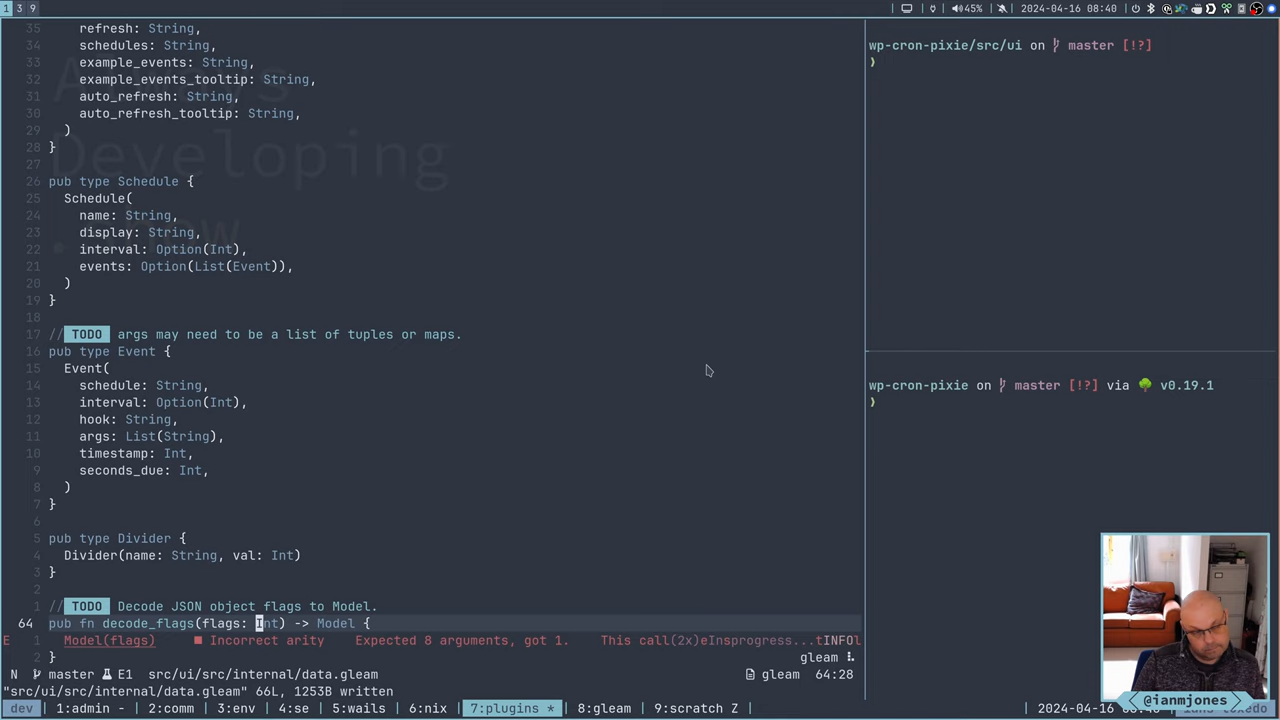 1 3 9
45%
2024-04-16 08:40
35 refresh: String,
34 schedules: String,
33 example_events: String,
32 example_events_tooltip: String,
31 auto_refresh: String,
30 auto_refresh_tooltip: String,
29 )
28 }
27
26 pub type Schedule {
25 Schedule(
24 name: String,
23 display: String,
22 interval: Option(Int),
21 events: Option(List(Event)),
20 )
19 }
18
17 // TODO args may need to be a list of tuples or maps.
16 pub type Event {
15 Event(
14 schedule: String,
13 interval: Option(Int),
12 hook: String,
11 args: List(String),
10 timestamp: Int,
9 seconds_due: Int,
8 )
7 }
6
5 pub type Divider {
4 Divider(name: String, val: Int)
3 }
2
1 // TODO Decode JSON object flags to Model.
64 pub fn decode_flags(flags: Int) -> Model {
E 1 Model(flags) ■ Incorrect arity Expected 8 arguments, got 1. This call(2x)eInsprogress...tINFOl
2 } gleam
N master E1 src/ui/src/internal/data.gleam gleam 64:28
"src/ui/src/internal/data.gleam" 66L, 1253B written
Always
Developing
wp-cron-pixie/src/ui on master [!?]
❯
wp-cron-pixie on master [!?] via v0.19.1
❯
@ianmjones
dev 1:admin - 2:comm 3:env 4:se 5:wails 6:nix 7:plugins * 8:gleam 9:scratch Z 2024-04-16